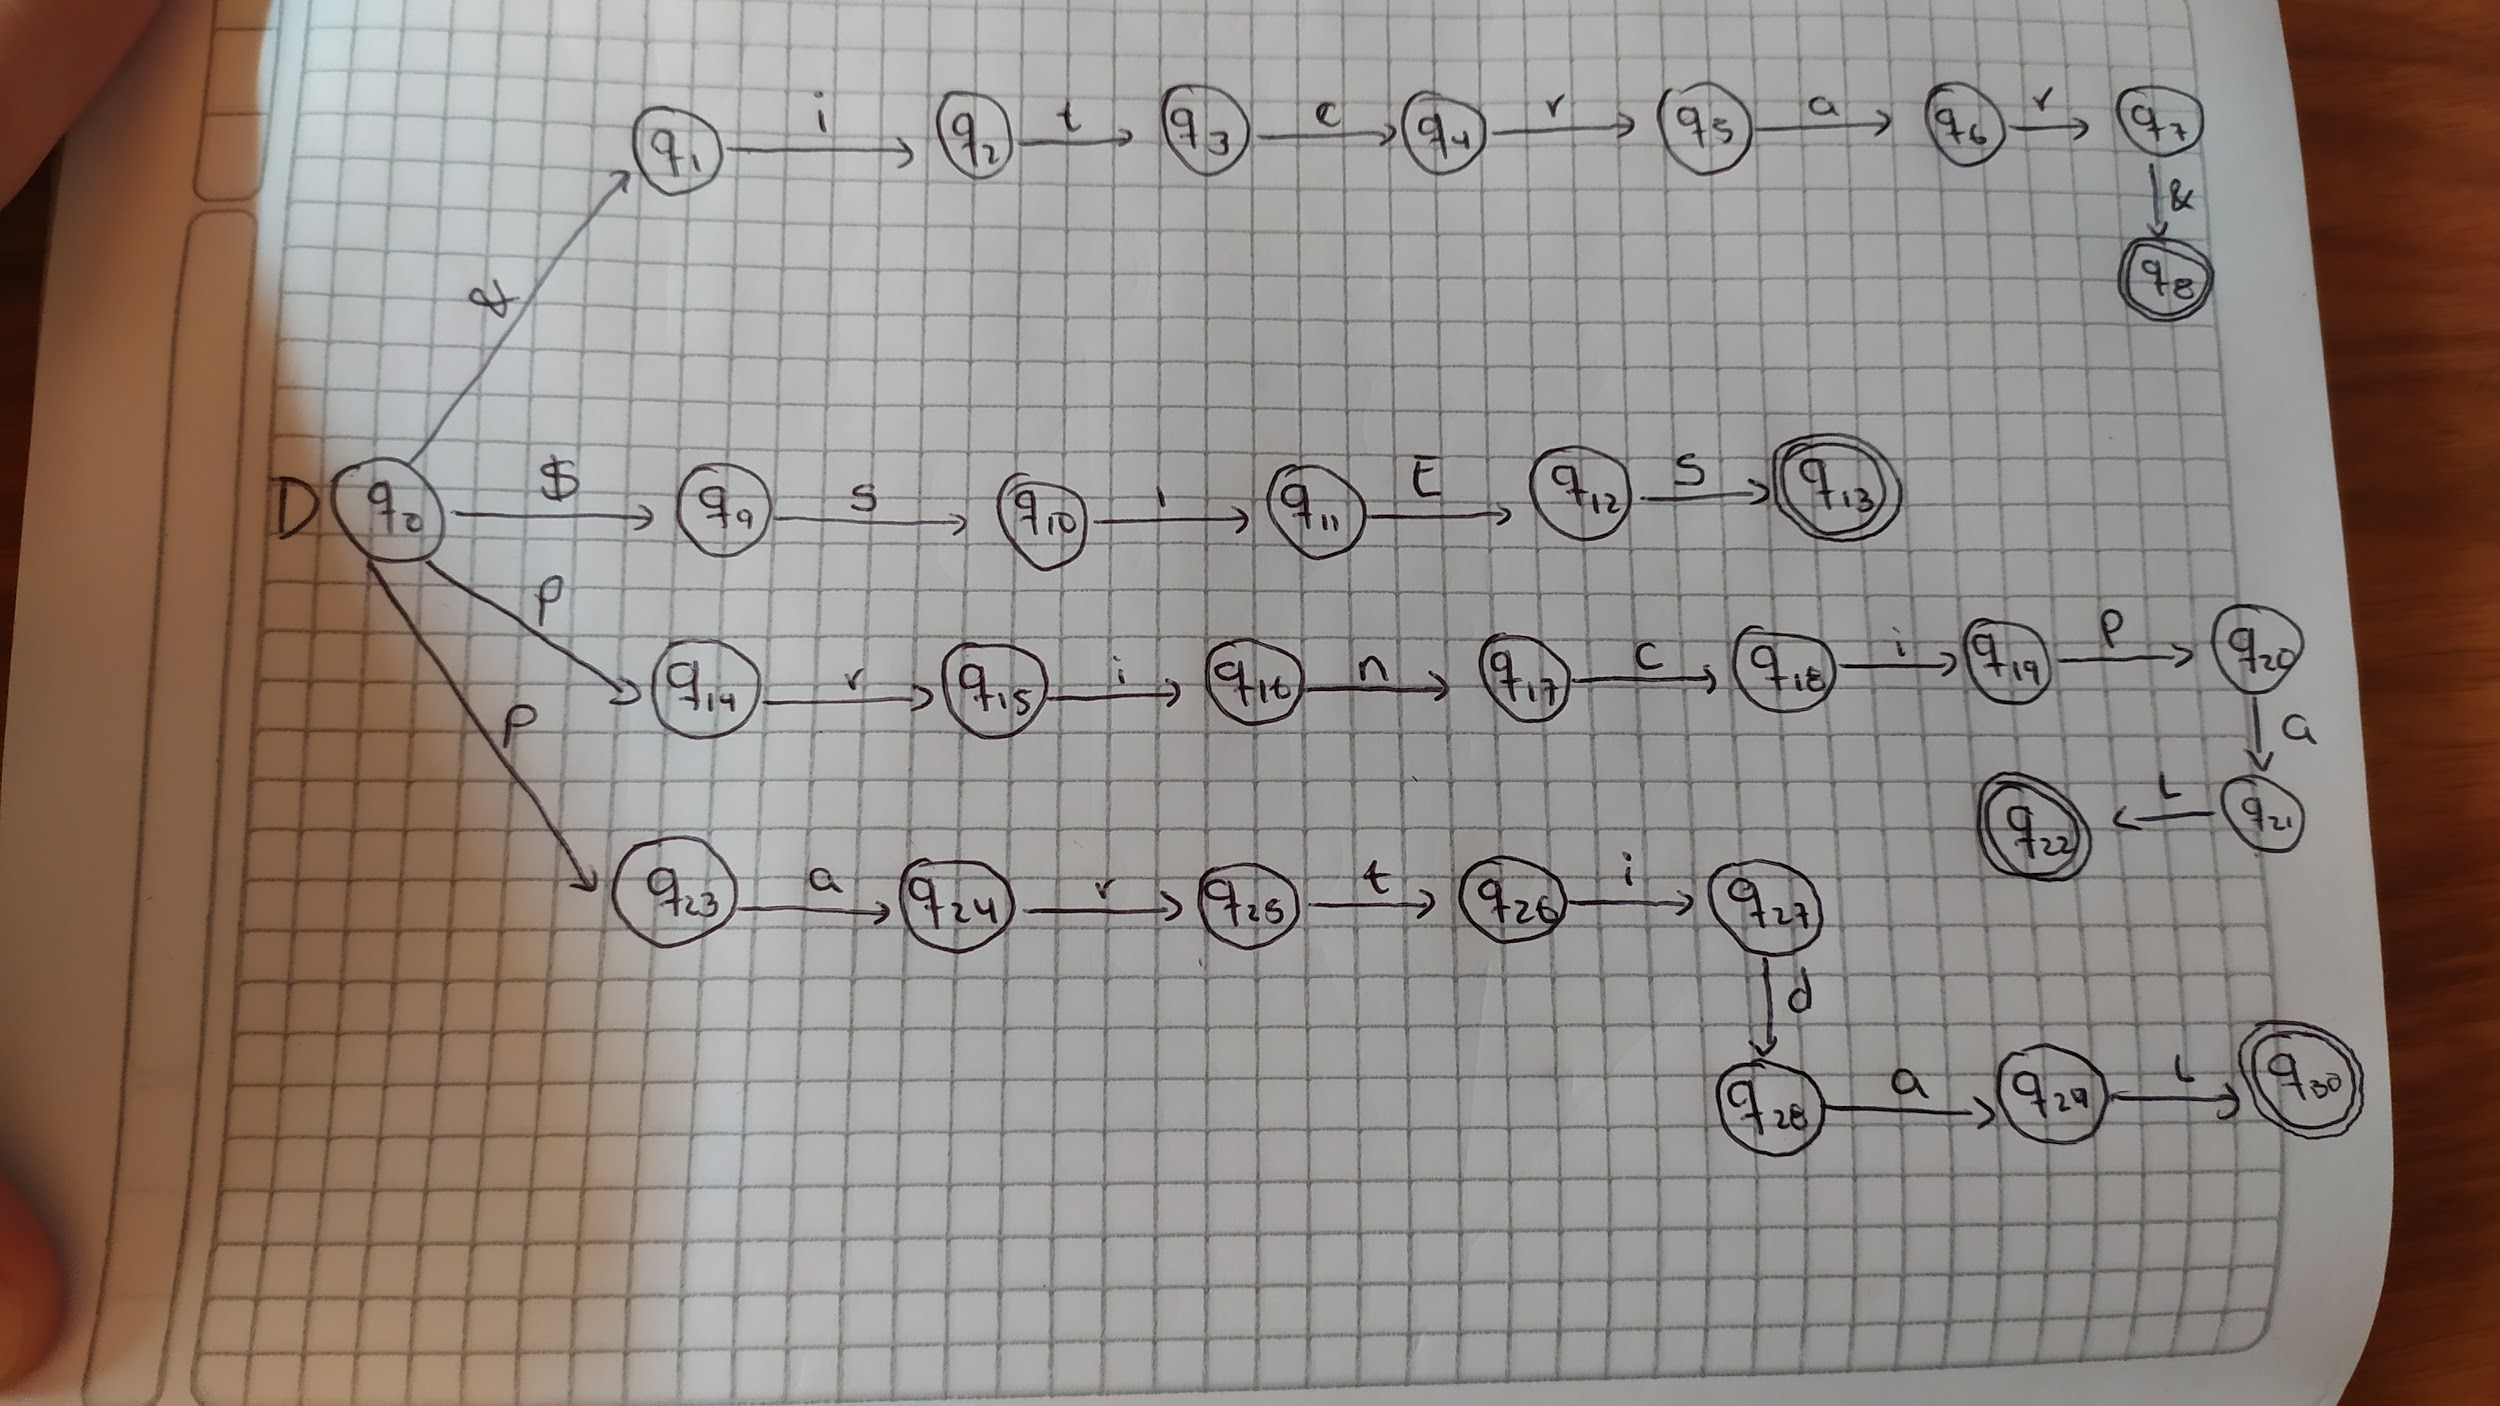 q1 i q2 t q3 e q4 r q5 a q6 r q7
&
& q8
q0 $ q9 s q10 i q11 E q12 S q13
p q14 r q15 i q16 n q17 c q18 i q19 p q20
a
q22 L q21
p q23 a q24 r q25 t q26 i q27
d
q28 a q29 L q30